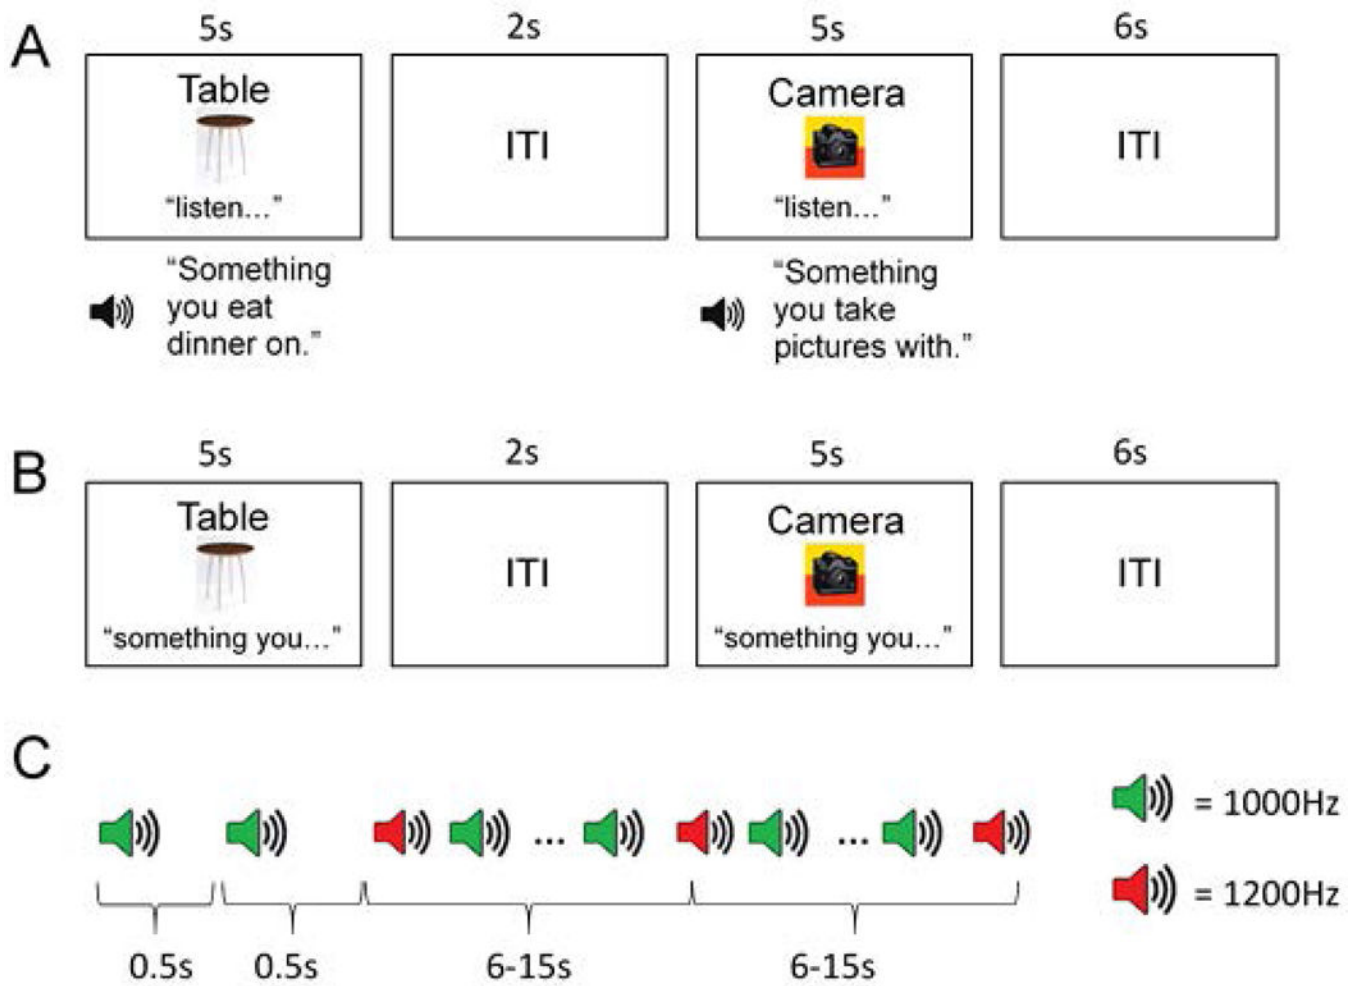 A
5s
2s
5s
6s
Table
ITI
Camera
ITI
“listen...”
“listen...”
“Something
you eat
dinner on.”
“Something
you take
pictures with.”
B
5s
2s
5s
6s
Table
ITI
Camera
ITI
“something you...”
“something you...”
C
...
...
= 1000Hz
= 1200Hz
0.5s
0.5s
6-15s
6-15s